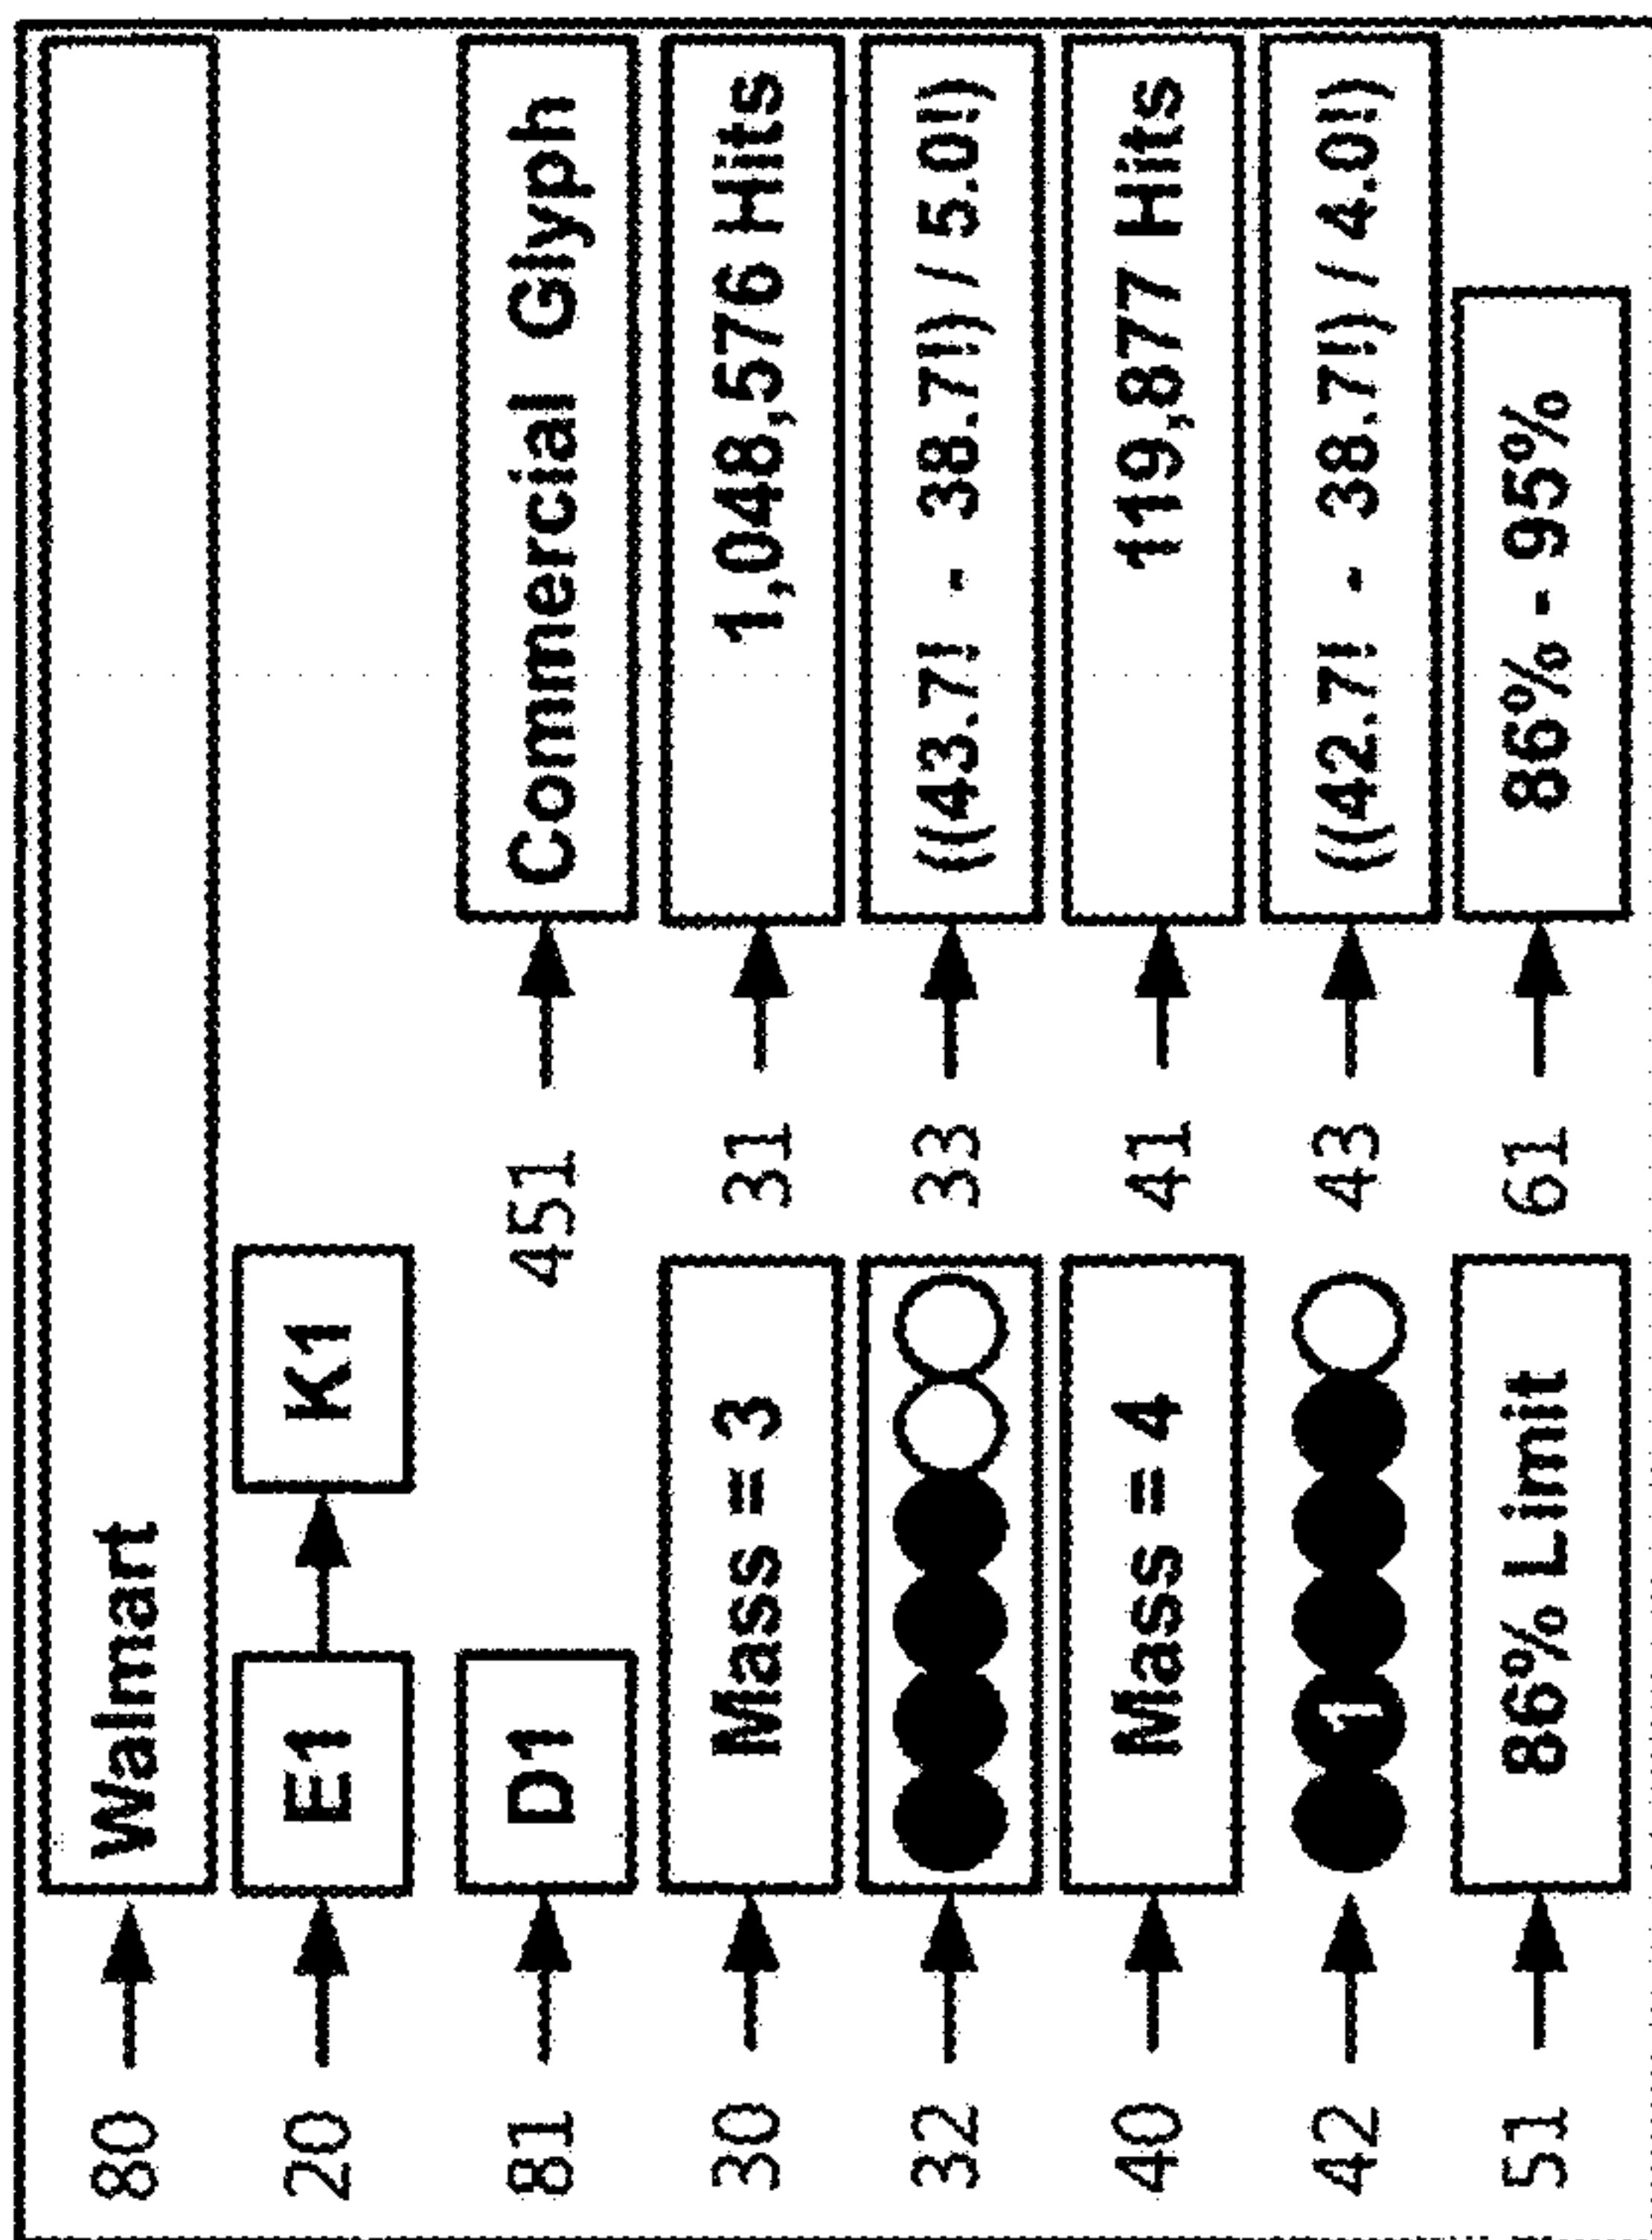 80 Walmart
20 E1 K1
81 D1 451 Commercial Glyph
30 Mass = 3 31 1,048,576 Hits
32 33 ((43.7! - 38.7!) / 5.0!)
40 Mass = 4 41 119,877 Hits
42 1 43 ((42.7! - 38.7!) / 4.0!)
51 86% Limit 61 86% - 95%